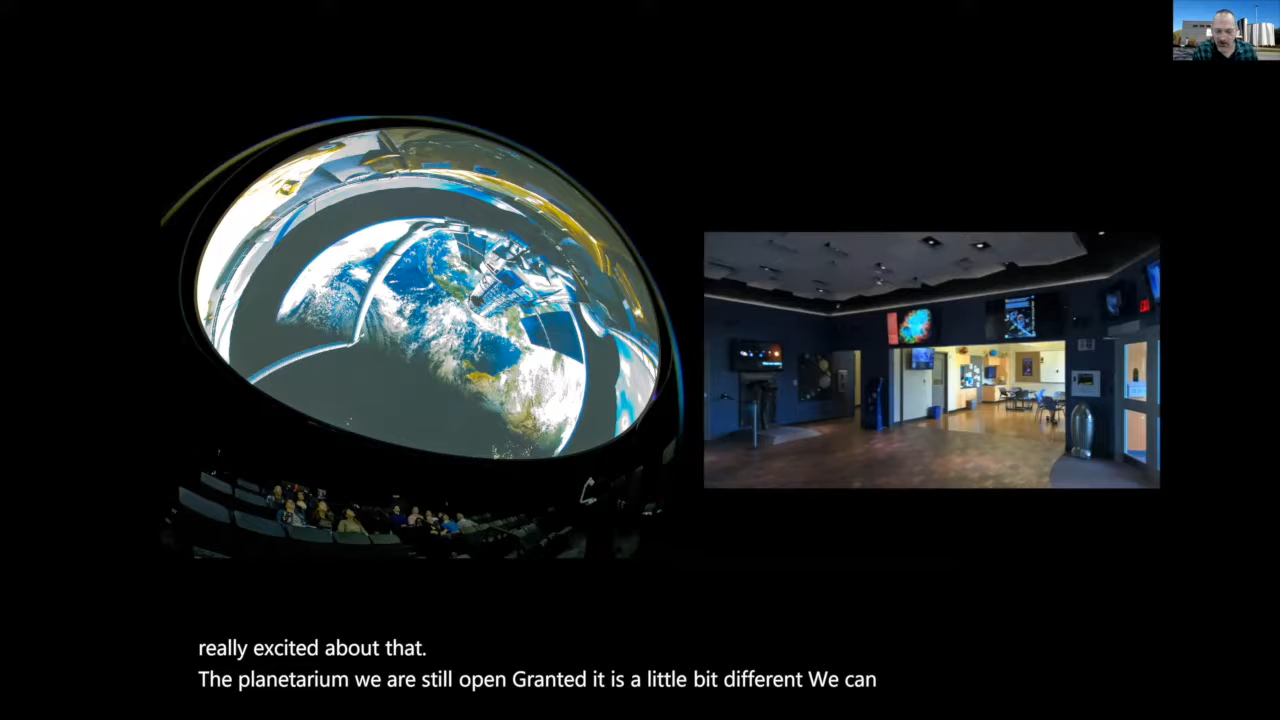 really excited about that.
The planetarium we are still open Granted it is a little bit different We can